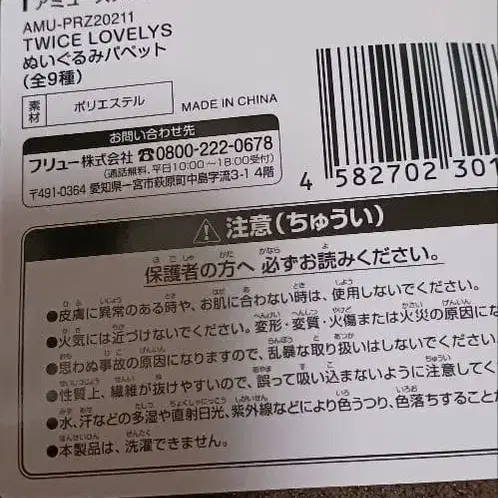 アミューズ
AMU-PRZ20211
TWICE LOVELYS
ぬいぐるみパペット
(全9種)
素材 ポリエステル MADE IN CHINA
お問い合わせ先
フリュー株式会社 ☎0800-222-0678
(通話無料、平日10:00~18:00受付)
〒491-0364 愛知県一宮市萩原町中島字流3-1 4階
4 582702 301
⚠ 注意(ちゅうい)
保護者の方へ 必ずお読みください。
●皮膚に異常のある時や、お肌に合わない時は、使用しないでください。
●火気には近づけないでください。変形・変質・火傷または火災の原因にな
●思わぬ事故の原因になりますので、乱暴な取り扱いはしないでください。
●性質上、繊維が抜けやすいので、誤って吸い込まないように注意してく
●水、汗などの多湿や直射日光、紫外線などにより色うつり、色落ちすることか
●本製品は、洗濯できません。